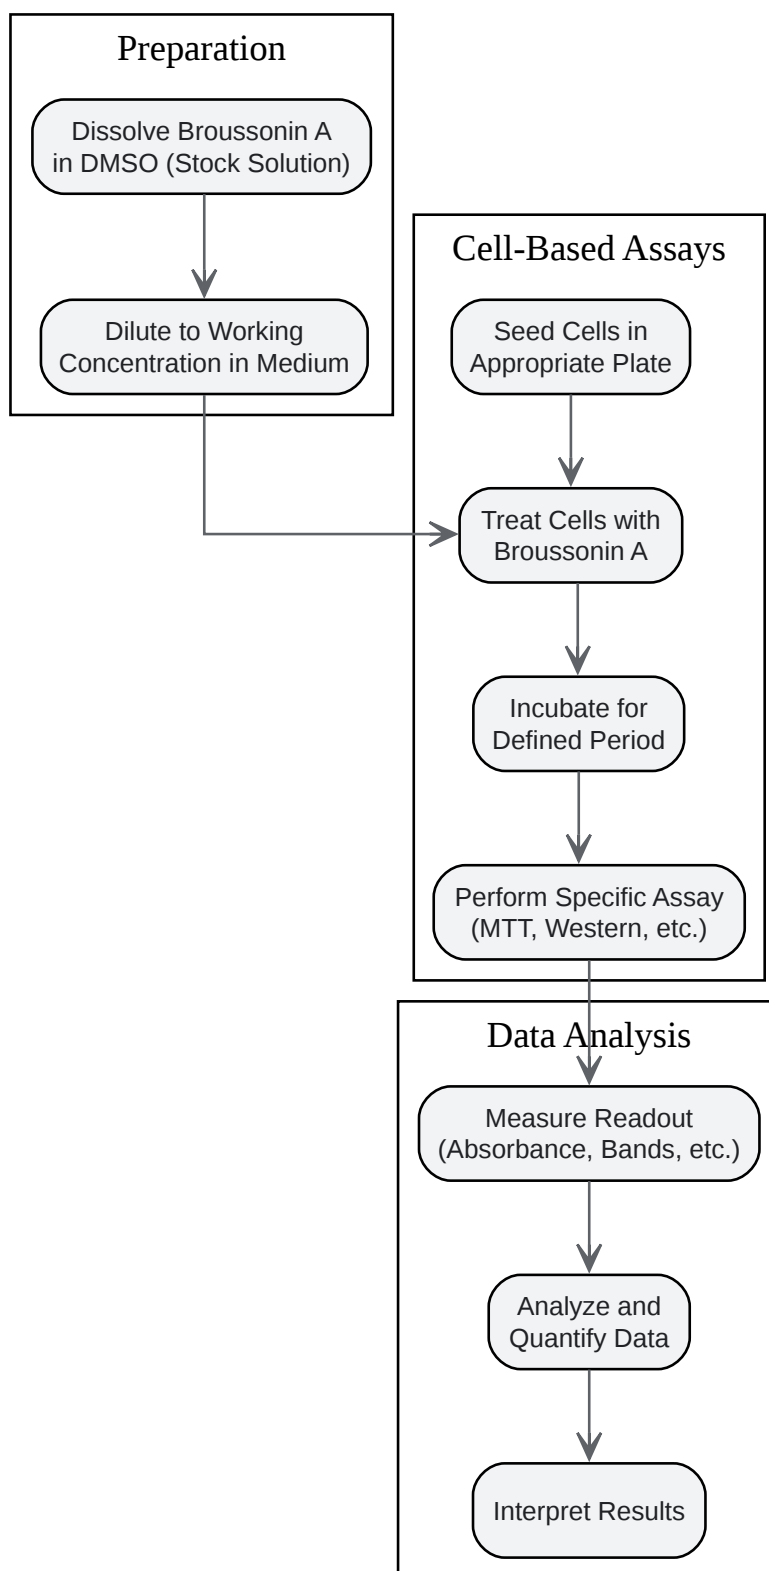 Preparation
Dissolve Broussonin A
in DMSO (Stock Solution)
Dilute to Working
Concentration in Medium
Cell-Based Assays
Seed Cells in
Appropriate Plate
Treat Cells with
Broussonin A
Incubate for
Defined Period
Perform Specific Assay
(MTT, Western, etc.)
Data Analysis
Measure Readout
(Absorbance, Bands, etc.)
Analyze and
Quantify Data
Interpret Results